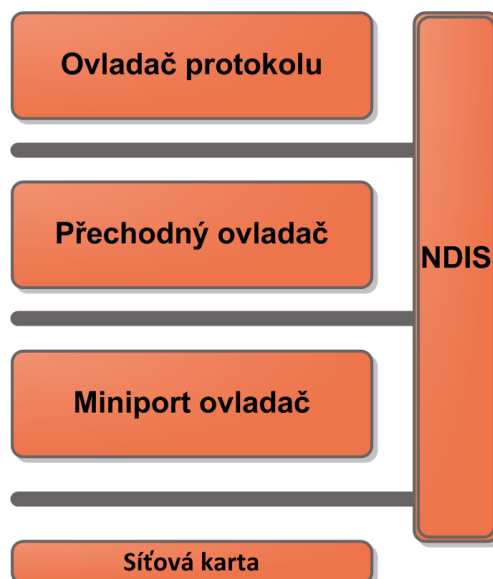 Ovladač protokolu
Přechodný ovladač
NDIS
Miniport ovladač
Síťová karta